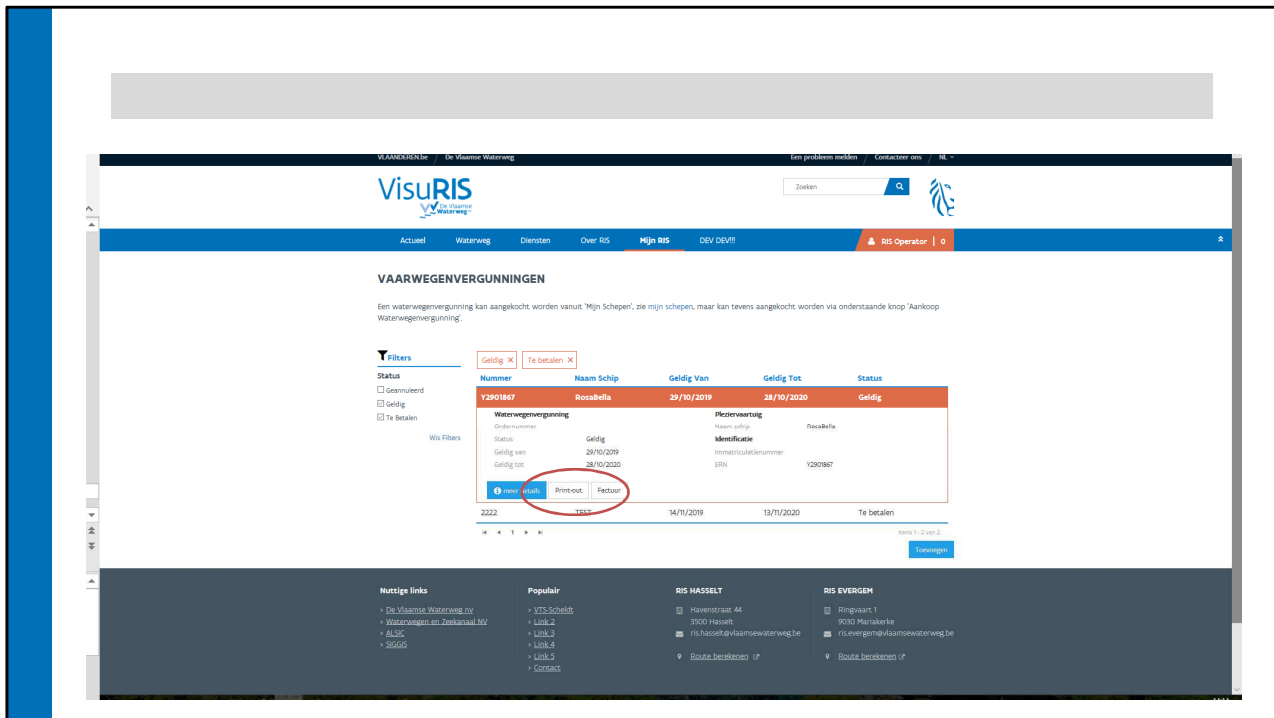 VLAANDEREN.be / De Vlaamse Waterweg
Een probleem melden / Contacteer ons / NL
VisuRIS
De Vlaamse
Waterweg
Zoeken
Actueel Waterweg Diensten Over RIS Mijn RIS DEV DEV!!!
RIS Operator | 0
VAARWEGENVERGUNNINGEN
Een waterwegenvergunning kan aangekocht worden vanuit 'Mijn Schepen', zie mijn schepen, maar kan tevens aangekocht worden via onderstaande knop 'Aankoop
Waterwegenvergunning'.
Filters
Status
Geannuleerd
Geldig
Te Betalen
Wis Filters
Geldig × Te betalen ×
Nummer Naam Schip Geldig Van Geldig Tot Status
Y2901867 RosaBella 29/10/2019 28/10/2020 Geldig
Waterwegenvergunning
Ordernummer
Status Geldig
Geldig van 29/10/2019
Geldig tot 28/10/2020
Pleziervaartuig
Naam schip RosaBella
Identificatie
Immatriculatienummer
ERN Y2901867
meer details Print-out Factuur
2222 TEST 14/11/2019 13/11/2020 Te betalen
1
Items 1 - 2 van 2
Toevoegen
Nuttige links
> De Vlaamse Waterweg nv
> Waterwegen en Zeekanaal NV
> ALSIC
> SIGGIS
Populair
> VTS-Scheldt
> Link 2
> Link 3
> Link 4
> Link 5
> Contact
RIS HASSELT
Havenstraat 44
3500 Hasselt
ris.hasselt@vlaamsewaterweg.be
Route berekenen
RIS EVERGEM
Ringvaart 1
9030 Mariakerke
ris.evergem@vlaamsewaterweg.be
Route berekenen